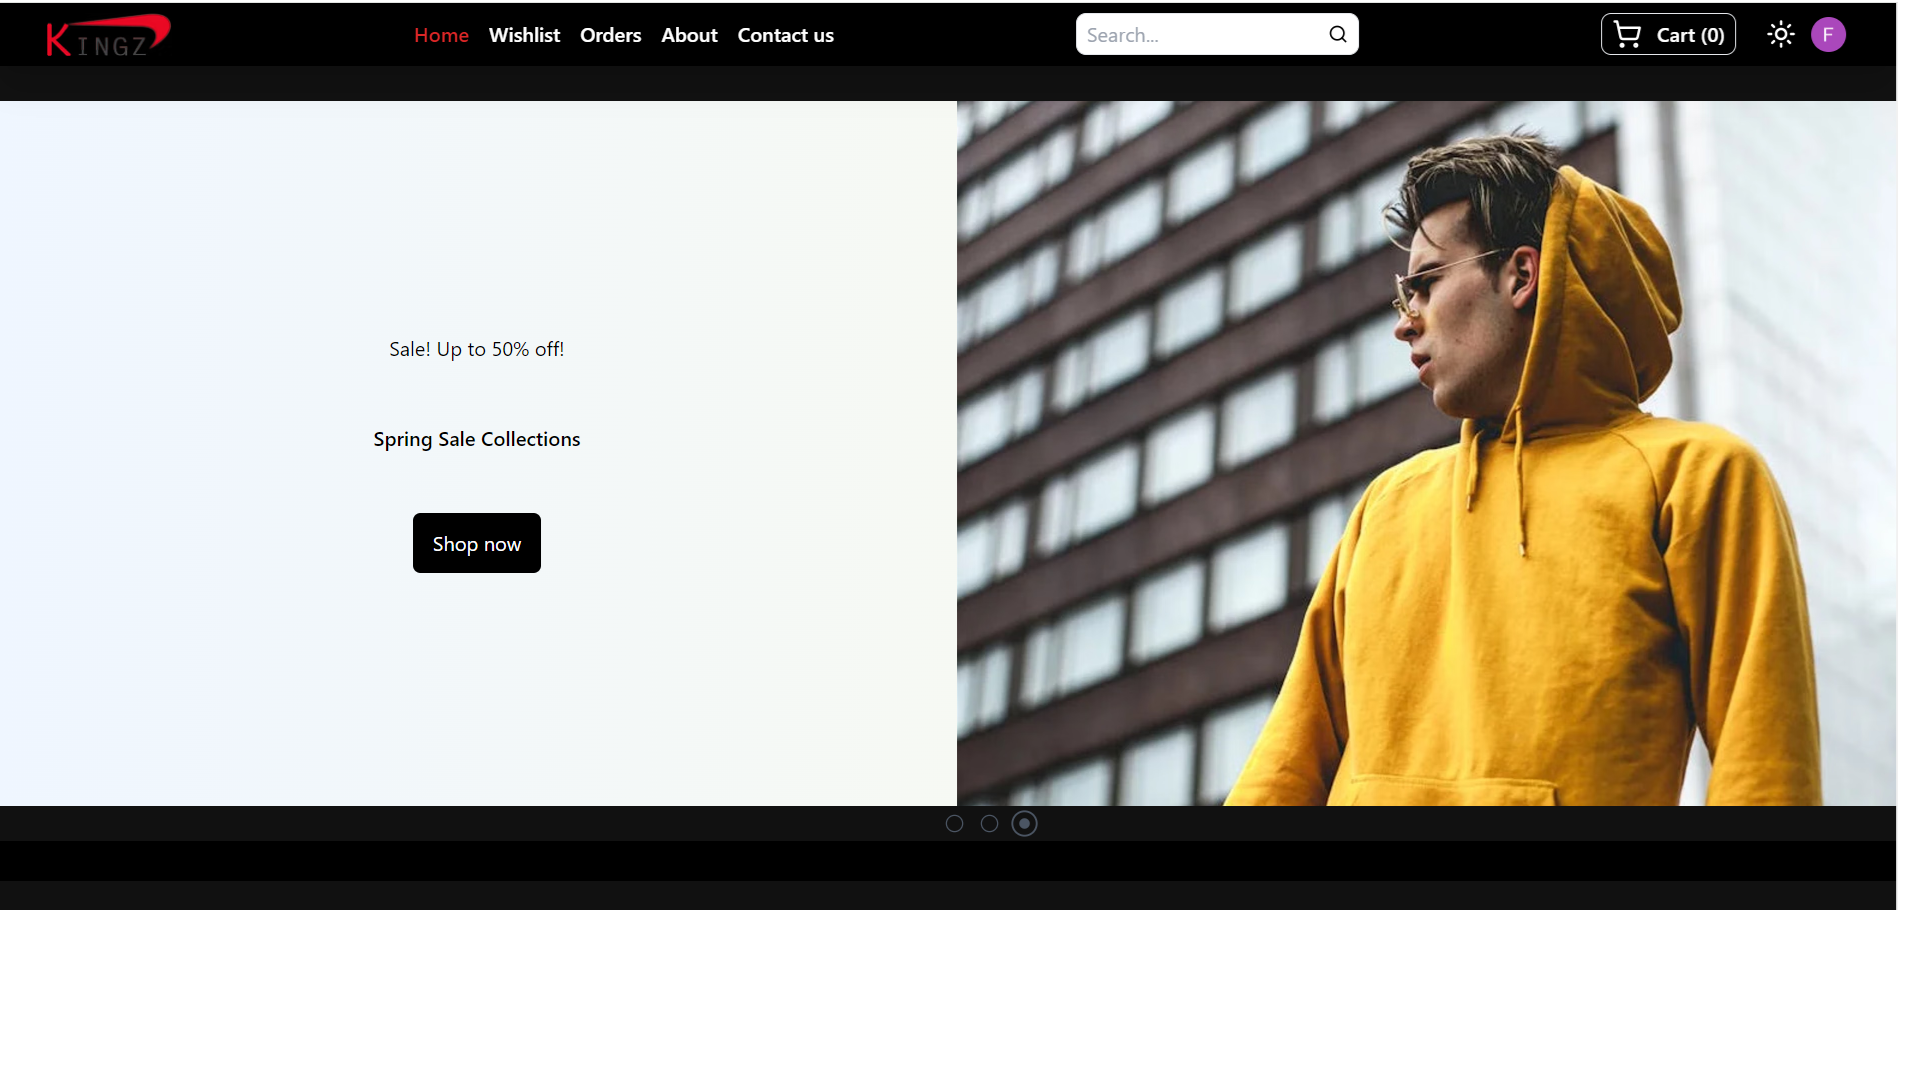 KINGZ
Home Wishlist Orders About Contact us
Search...
Cart (0)
F
Sale! Up to 50% off!
Spring Sale Collections
Shop now